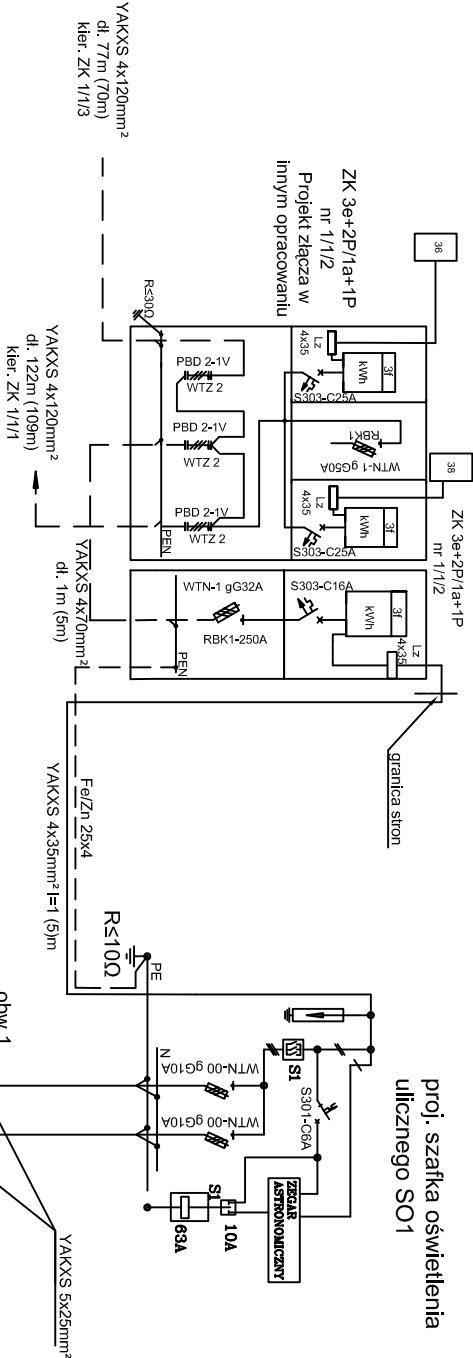 YAKXS 4x120mm²
dł. 77m (70m)
kier. ZK 1/1/3
ZK 3e+2P/1a+1P
nr 1/1/2
Projekt złącza w
innym opracowaniu
36
38
ZK 3e+2P/1a+1P
nr 1/1/2
R≤30Ω
Lz
4x35
3f
kWh
S303-C25A
RBK1
WTN-1 gG50A
Lz
4x35
3f
kWh
S303-C25A
PBD 2-1V
WTZ 2
PBD 2-1V
WTZ 2
PBD 2-1V
WTZ 2
PEN
YAKXS 4x120mm²
dł. 122m (109m)
kier. ZK 1/1/1
YAKXS 4x70mm²
dł. 1m (5m)
WTN-1 gG32A
RBK1-250A
S303-C16A
3f
kWh
Lz
4x35
PEN
granica stron
Fe/Zn 25x4
YAKXS 4x35mm² l=1 (5)m
R≤10Ω
PE
N
proj. szafka oświetlenia
ulicznego SO1
S1
S301-C6A
WTN-00 gG10A
WTN-00 gG10A
ZEGAR
ASTRONOMICZNY
S1
10A
63A
obw 1
YAKXS 5x25mm²